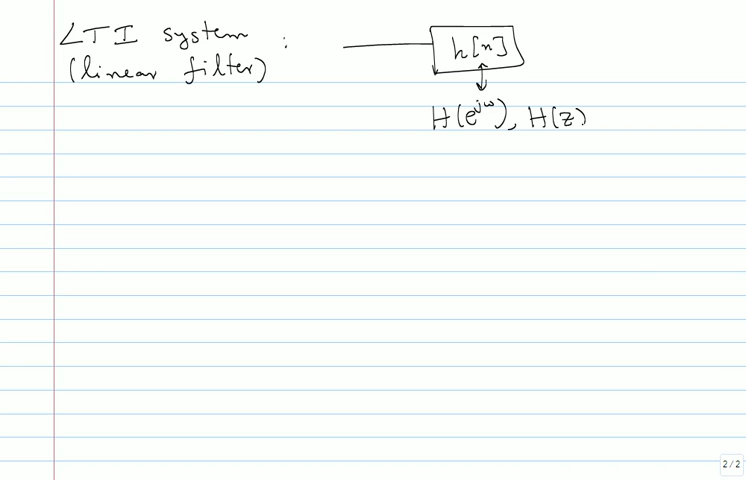 LTI system :
(linear filter)
h[n]
H(e^{jω}), H(z)
2/2